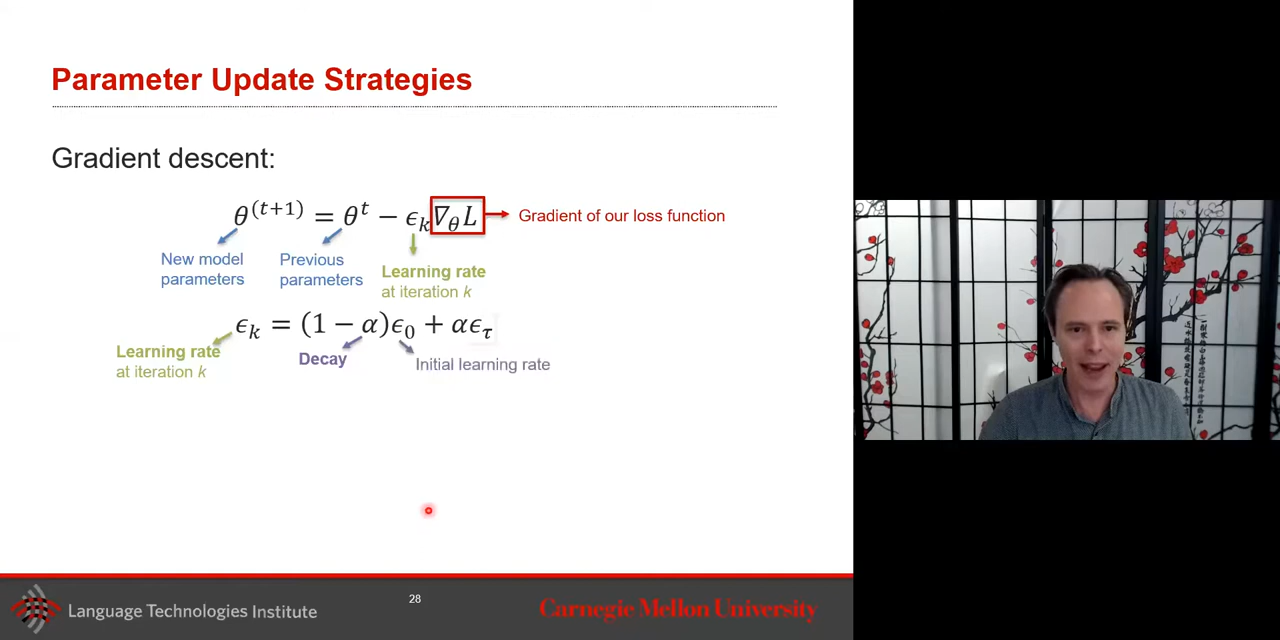 Parameter Update Strategies
Gradient descent:
θ^(t+1) = θ^t − ϵ_k ∇_θ L
Gradient of our loss function
New model
parameters
Previous
parameters
Learning rate
at iteration k
ϵ_k = (1 − α)ϵ_0 + αϵ_τ
Learning rate
at iteration k
Decay
Initial learning rate
28
Language Technologies Institute
Carnegie Mellon University